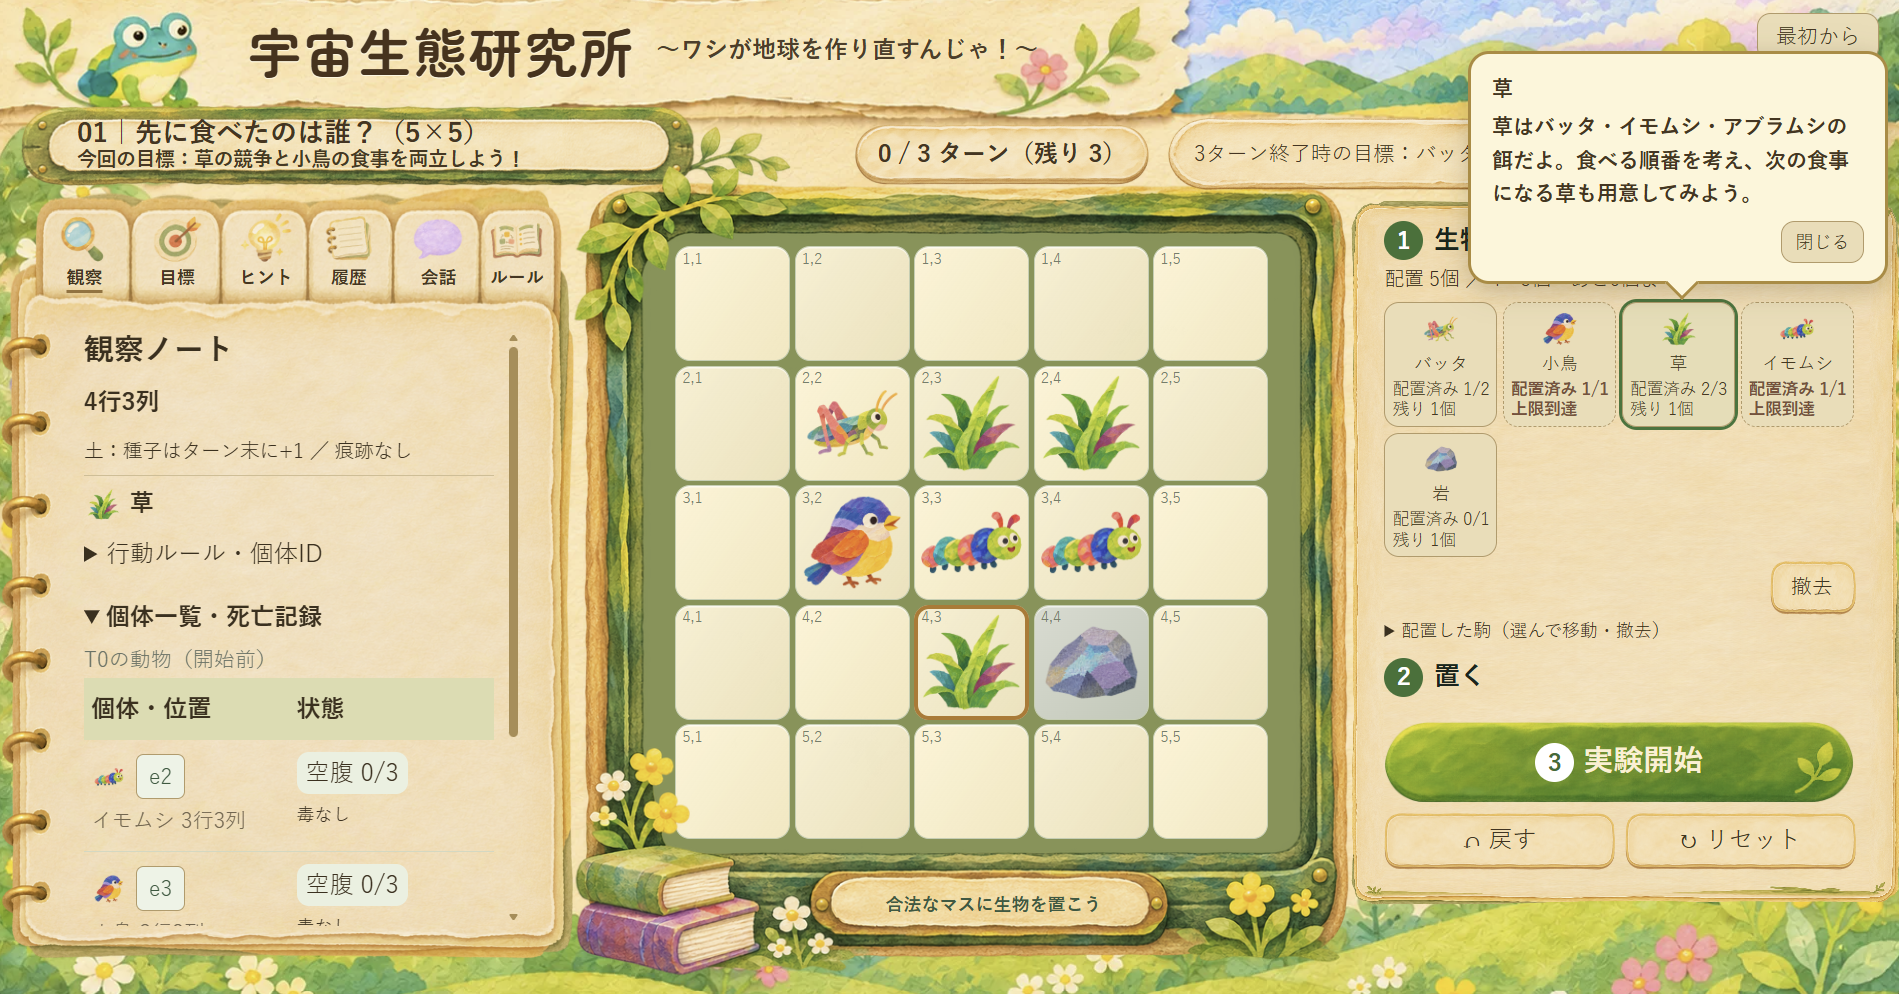 宇宙生態研究所
～ワシが地球を作り直すんじゃ！～
最初から
01｜先に食べたのは誰？（5×5）
今回の目標：草の競争と小鳥の食事を両立しよう！
0 / 3 ターン（残り 3）
3ターン終了時の目標：バッタ
草
草はバッタ・イモムシ・アブラムシの
餌だよ。食べる順番を考え、次の食事
になる草も用意してみよう。
閉じる
観察
目標
ヒント
履歴
会話
ルール
観察ノート
4行3列
土：種子はターン末に+1 ／ 痕跡なし
草
▶ 行動ルール・個体ID
▼ 個体一覧・死亡記録
T0の動物（開始前）
個体・位置 状態
e2 空腹 0/3
イモムシ 3行3列 毒なし
e3 空腹 0/3
1,1 1,2 1,3 1,4 1,5
2,1 2,2 2,3 2,4 2,5
3,1 3,2 3,3 3,4 3,5
4,1 4,2 4,3 4,4 4,5
5,1 5,2 5,3 5,4 5,5
合法なマスに生物を置こう
1 生
配置 5個 ／
バッタ
配置済み 1/2
残り 1個
小鳥
配置済み 1/1
上限到達
草
配置済み 2/3
残り 1個
イモムシ
配置済み 1/1
上限到達
岩
配置済み 0/1
残り 1個
撤去
▶ 配置した駒（選んで移動・撤去）
2 置く
3 実験開始
戻す
↻ リセット